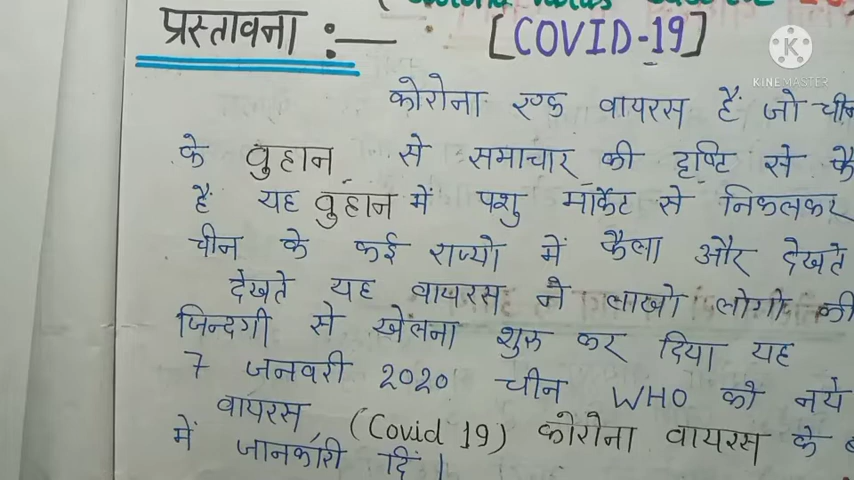 प्रस्तावना :— [COVID-19]
KINEMASTER
कोरोना एक वायरस हैं जो चीन
के वुहान से समाचार की दृष्टि से
हैं यह वुहान में पशु मार्केट से निकलकर
चीन के कई राज्यो में फैला और देखते
देखते यह वायरस ने लाखो लोगो की
जिन्दगी से खेलना शुरु कर दिया यह
7 जनवरी 2020 चीन WHO को नये
वायरस (Covid 19) कोरोना वायरस के
में जानकारी दिं।